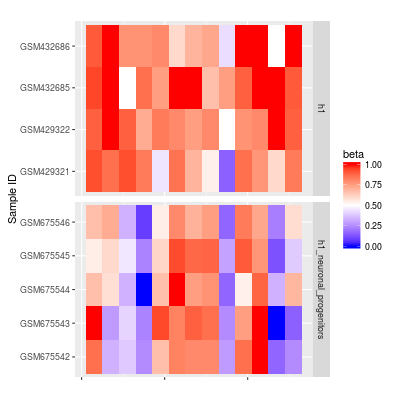 Sample ID
GSM432686
GSM432685
GSM429322
GSM429321
h1
GSM675546
GSM675545
GSM675544
GSM675543
GSM675542
h1_neuronal_progenitors
beta
1.00
0.75
0.50
0.25
0.00